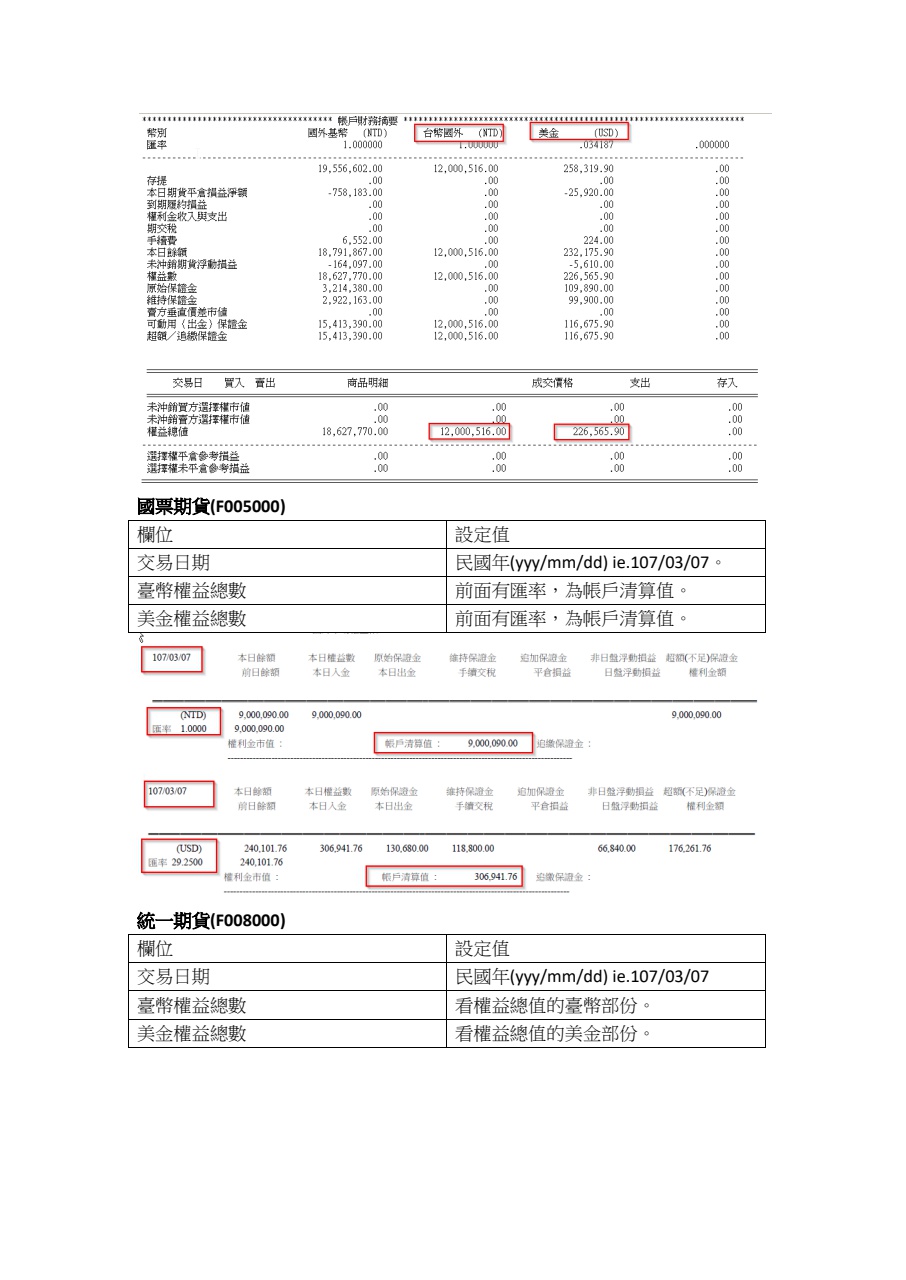 ********************************** 帳戶財務摘要 **********************************
幣別 國外基幣 (NTD) 台幣國外 (NTD) 美金 (USD)
匯率 1.000000 1.000000 .034187 .000000
19,556,602.00 12,000,516.00 258,319.90 .00
存提 .00 .00 .00 .00
本日期貨平倉損益淨額 -758,183.00 .00 -25,920.00 .00
到期履約損益 .00 .00 .00 .00
權利金收入與支出 .00 .00 .00 .00
期交稅 .00 .00 .00 .00
手續費 6,552.00 .00 224.00 .00
本日餘額 18,791,867.00 12,000,516.00 232,175.90 .00
未沖銷期貨浮動損益 -164,097.00 .00 -5,610.00 .00
權益數 18,627,770.00 12,000,516.00 226,565.90 .00
原始保證金 3,214,380.00 .00 109,890.00 .00
維持保證金 2,922,163.00 .00 99,900.00 .00
賣方垂直價差市値 .00 .00 .00 .00
可動用（出金）保證金 15,413,390.00 12,000,516.00 116,675.90 .00
超額／追繳保證金 15,413,390.00 12,000,516.00 116,675.90 .00
交易日 買入 賣出 商品明細 成交價格 支出 存入
未沖銷買方選擇權市値 .00 .00 .00 .00
未沖銷賣方選擇權市値 .00 .00 .00 .00
權益總値 18,627,770.00 12,000,516.00 226,565.90 .00
選擇權平倉參考損益 .00 .00 .00 .00
選擇權未平倉參考損益 .00 .00 .00 .00
國票期貨(F005000)
欄位 設定值
交易日期 民國年(yyy/mm/dd) ie.107/03/07。
臺幣權益總數 前面有匯率，為帳戶清算值。
美金權益總數 前面有匯率，為帳戶清算值。
107/03/07 本日餘額 本日權益數 原始保證金 維持保證金 追加保證金 非日盤浮動損益 超額(不足)保證金
前日餘額 本日入金 本日出金 手續交稅 平倉損益 日盤浮動損益 權利金額
(NTD) 9,000,090.00 9,000,090.00 9,000,090.00
匯率 1.0000 9,000,090.00
權利金市值： 帳戶清算值： 9,000,090.00 追繳保證金：
107/03/07 本日餘額 本日權益數 原始保證金 維持保證金 追加保證金 非日盤浮動損益 超額(不足)保證金
前日餘額 本日入金 本日出金 手續交稅 平倉損益 日盤浮動損益 權利金額
(USD) 240,101.76 306,941.76 130,680.00 118,800.00 66,840.00 176,261.76
匯率 29.2500 240,101.76
權利金市值： 帳戶清算值： 306,941.76 追繳保證金：
統一期貨(F008000)
欄位 設定值
交易日期 民國年(yyy/mm/dd) ie.107/03/07
臺幣權益總數 看權益總值的臺幣部份。
美金權益總數 看權益總值的美金部份。